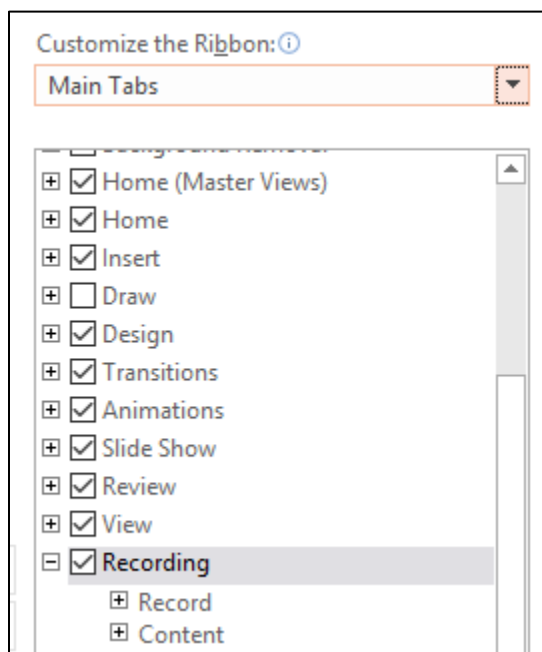 Customize the Ribbon:
Main Tabs
Home (Master Views)
Home
Insert
Draw
Design
Transitions
Animations
Slide Show
Review
View
Recording
Record
Content